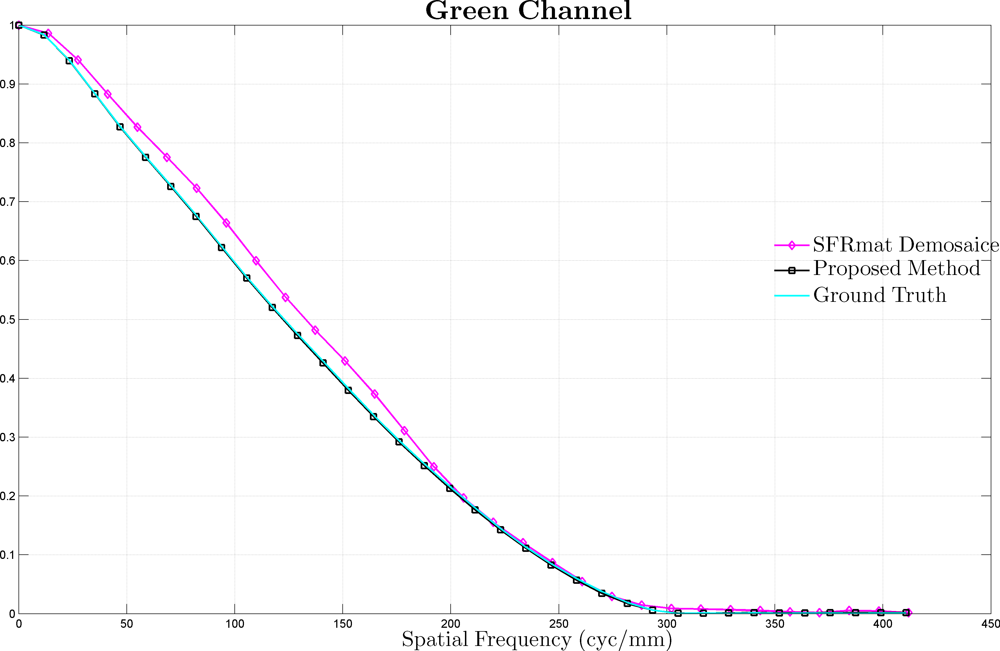 Green Channel
1
0.9
0.8
0.7
0.6
0.5
0.4
0.3
0.2
0.1
0
SFRmat Demosaice
Proposed Method
Ground Truth
0 50 100 150 200 250 300 350 400 450
Spatial Frequency (cyc/mm)